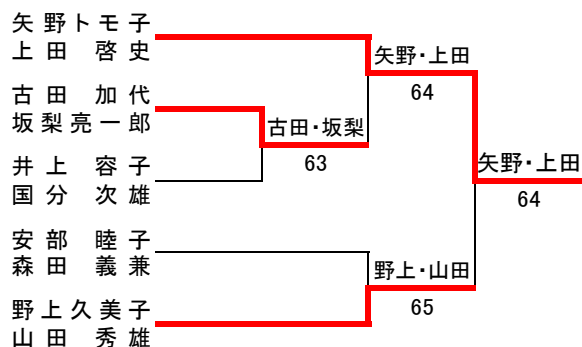 矢野トモ子
上田啓史
古田加代
坂梨亮一郎
井上容子
国分次雄
安部睦子
森田義兼
野上久美子
山田秀雄
古田・坂梨
63
矢野・上田
64
野上・山田
65
矢野・上田
64